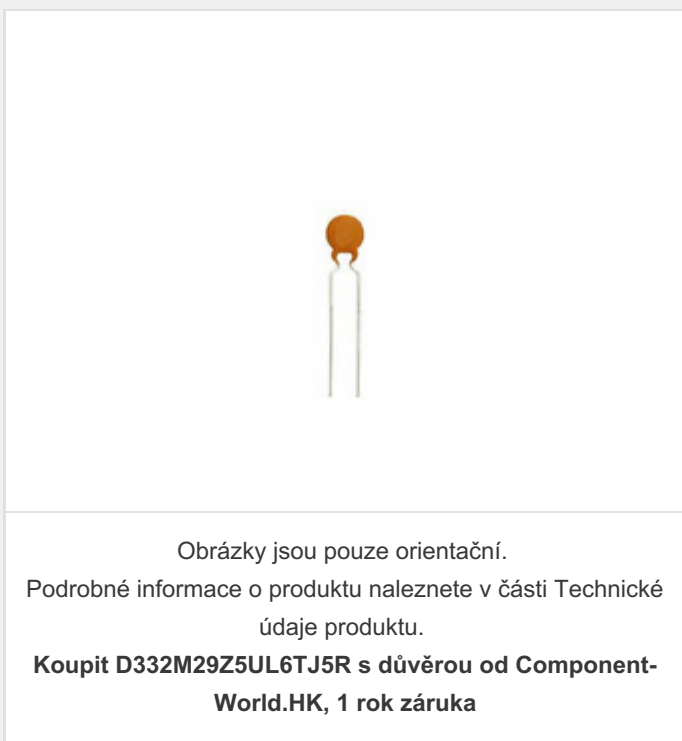 Obrázky jsou pouze orientační.
Podrobné informace o produktu naleznete v části Technické
údaje produktu.
Koupit D332M29Z5UL6TJ5R s důvěrou od Component-
World.HK, 1 rok záruka